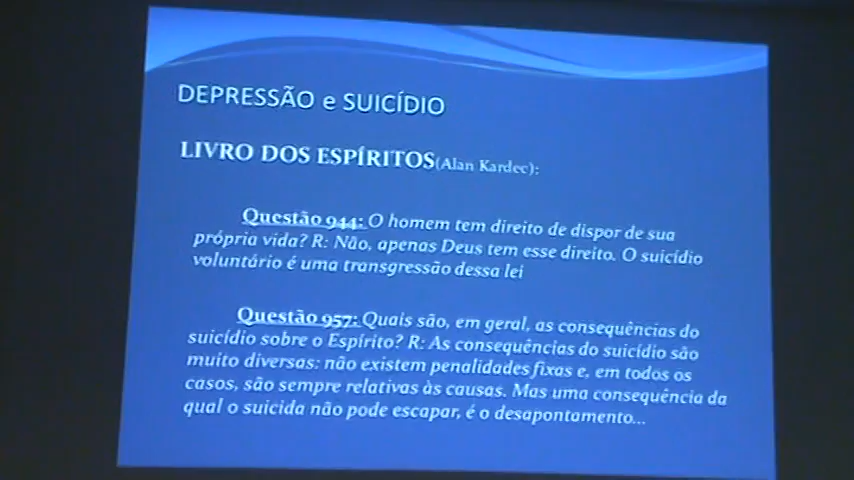 DEPRESSÃO e SUICÍDIO
LIVRO DOS ESPÍRITOS(Alan Kardec):
Questão 944: O homem tem direito de dispor de sua
própria vida? R: Não, apenas Deus tem esse direito. O suicídio
voluntário é uma transgressão dessa lei
Questão 957: Quais são, em geral, as consequências do
suicídio sobre o Espírito? R: As consequências do suicídio são
muito diversas: não existem penalidades fixas e, em todos os
casos, são sempre relativas às causas. Mas uma consequência da
qual o suicida não pode escapar, é o desapontamento...